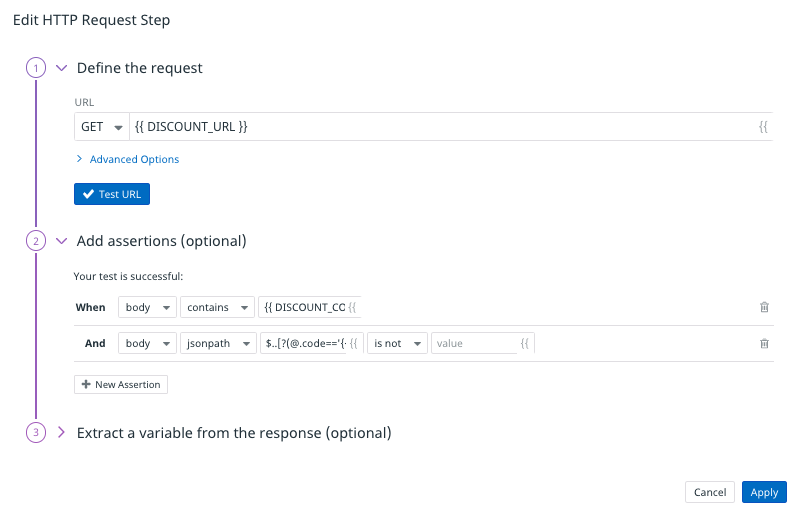 Edit HTTP Request Step
1 Define the request
URL
GET {{ DISCOUNT_URL }} {{
Advanced Options
Test URL
2 Add assertions (optional)
Your test is successful:
When body contains {{ DISCOUNT_CO {{
And body jsonpath $..[?(@.code=='{ {{ is not value {{
New Assertion
3 Extract a variable from the response (optional)
Cancel Apply